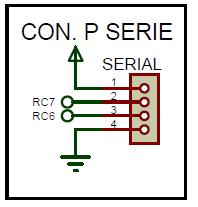 CON. P SERIE
SERIAL
1
RC7 2
RC6 3
4